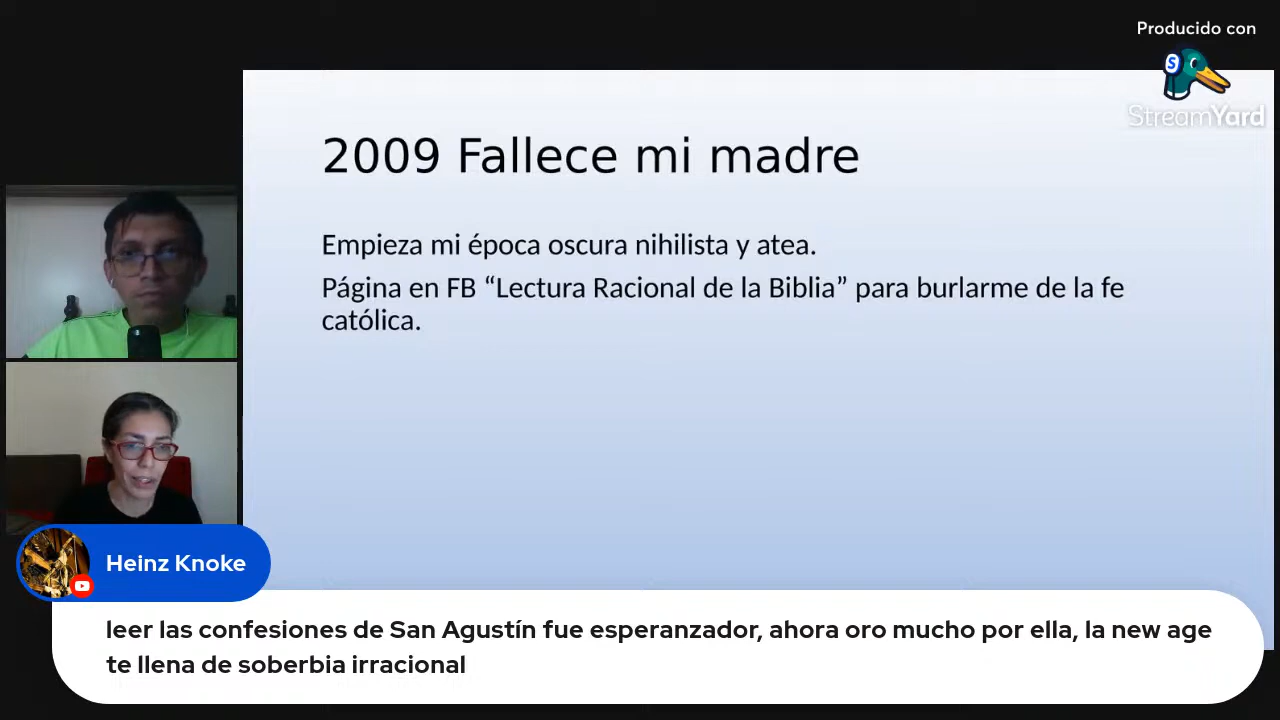 Producido con
StreamYard
2009 Fallece mi madre
Empieza mi época oscura nihilista y atea.
Página en FB “Lectura Racional de la Biblia” para burlarme de la fe
católica.
Heinz Knoke
leer las confesiones de San Agustín fue esperanzador, ahora oro mucho por ella, la new age
te llena de soberbia irracional